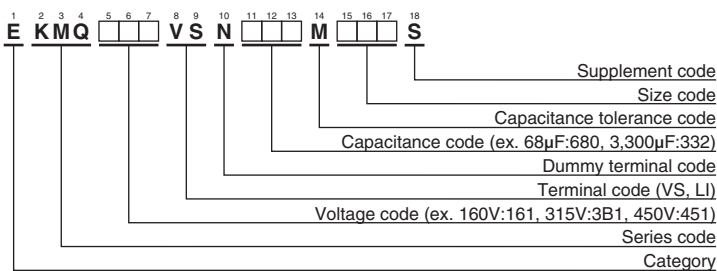 1 2 3 4 5 6 7 8 9 10 11 12 13 14 15 16 17 18
E KMQ □□□ VS N □□□ M □□□ S
Supplement code
Size code
Capacitance tolerance code
Capacitance code (ex. 68µF:680, 3,300µF:332)
Dummy terminal code
Terminal code (VS, LI)
Voltage code (ex. 160V:161, 315V:3B1, 450V:451)
Series code
Category